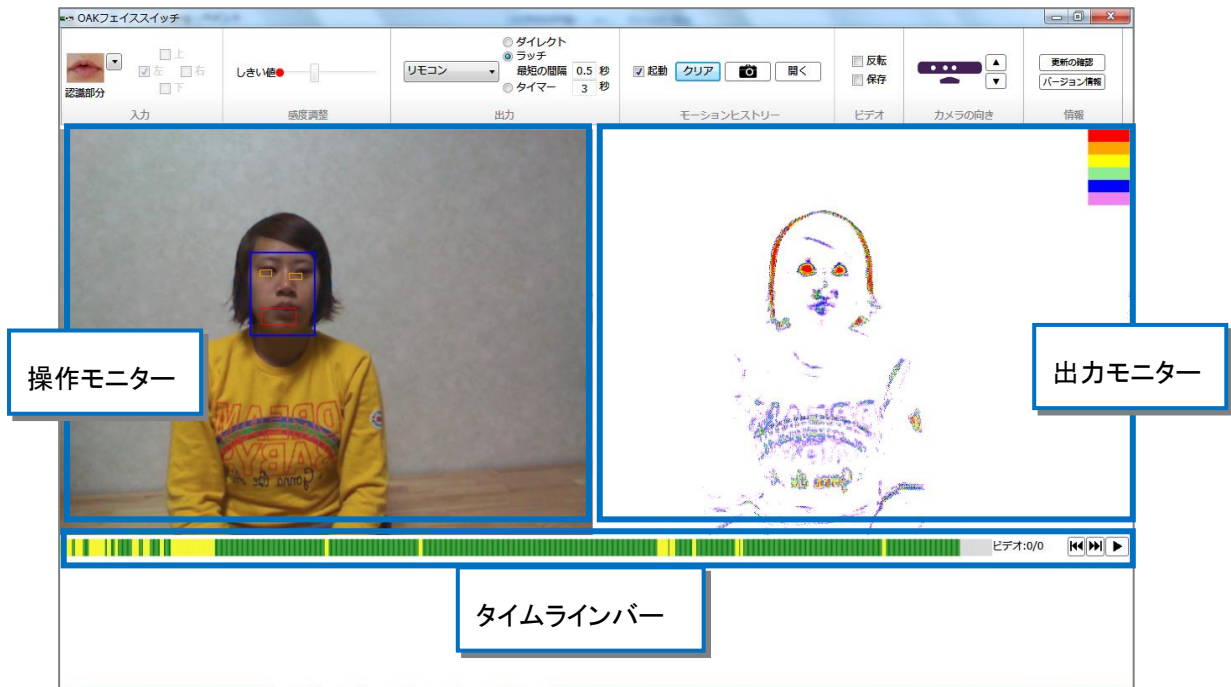 OAKフェイススイッチ
認識部分
上
左
右
下
入力
しきい値
感度調整
リモコン
ダイレクト
ラッチ
最短の間隔 0.5 秒
タイマー 3 秒
出力
起動
クリア
開く
モーションヒストリー
反転
保存
ビデオ
カメラの向き
更新の確認
バージョン情報
情報
操作モニター
出力モニター
ビデオ:0/0
タイムラインバー